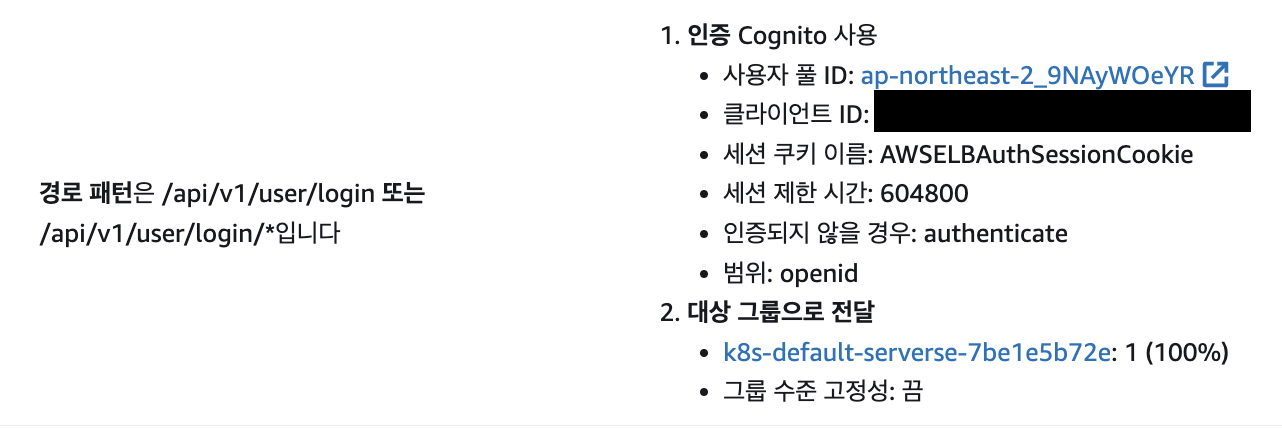 경로 패턴은 /api/v1/user/login 또는
/api/v1/user/login/*입니다
1. 인증 Cognito 사용
• 사용자 풀 ID: ap-northeast-2_9NAyWOeYR
• 클라이언트 ID:
• 세션 쿠키 이름: AWSELBAuthSessionCookie
• 세션 제한 시간: 604800
• 인증되지 않을 경우: authenticate
• 범위: openid
2. 대상 그룹으로 전달
• k8s-default-serverse-7be1e5b72e: 1 (100%)
• 그룹 수준 고정성: 끔